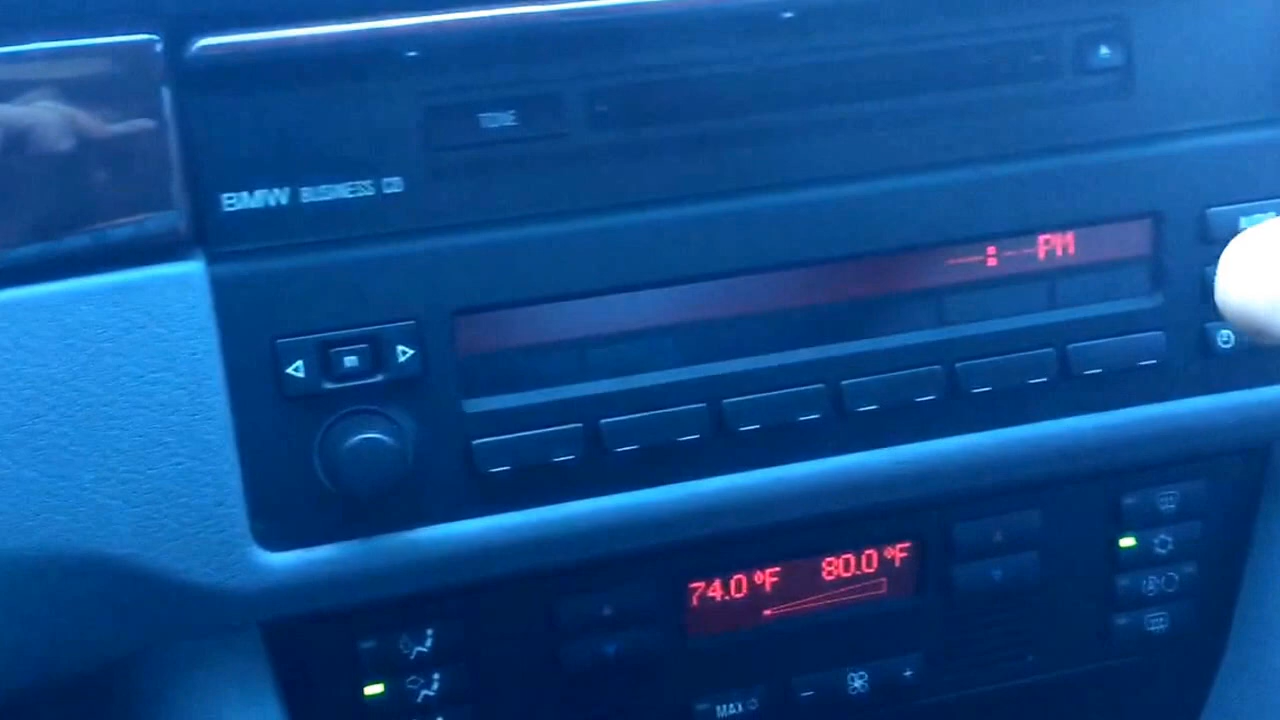 TONE
BMW BUSINESS CD
--:-- PM
m
74.0 °F 80.0 °F
MAX
- +